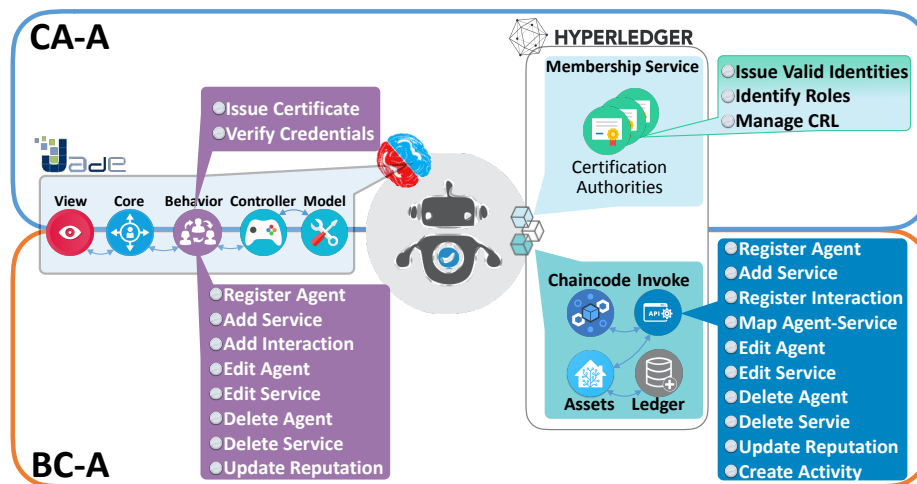 CA-A
HYPERLEDGER
Membership Service
Issue Valid Identities
Identify Roles
Manage CRL
Certification
Authorities
Issue Certificate
Verify Credentials
Jade
View
Core
Behavior
Controller
Model
Register Agent
Add Service
Add Interaction
Edit Agent
Edit Service
Delete Agent
Delete Service
Update Reputation
Chaincode
Invoke
API
Assets
Ledger
Register Agent
Add Service
Register Interaction
Map Agent-Service
Edit Agent
Edit Service
Delete Agent
Delete Servie
Update Reputation
Create Activity
BC-A